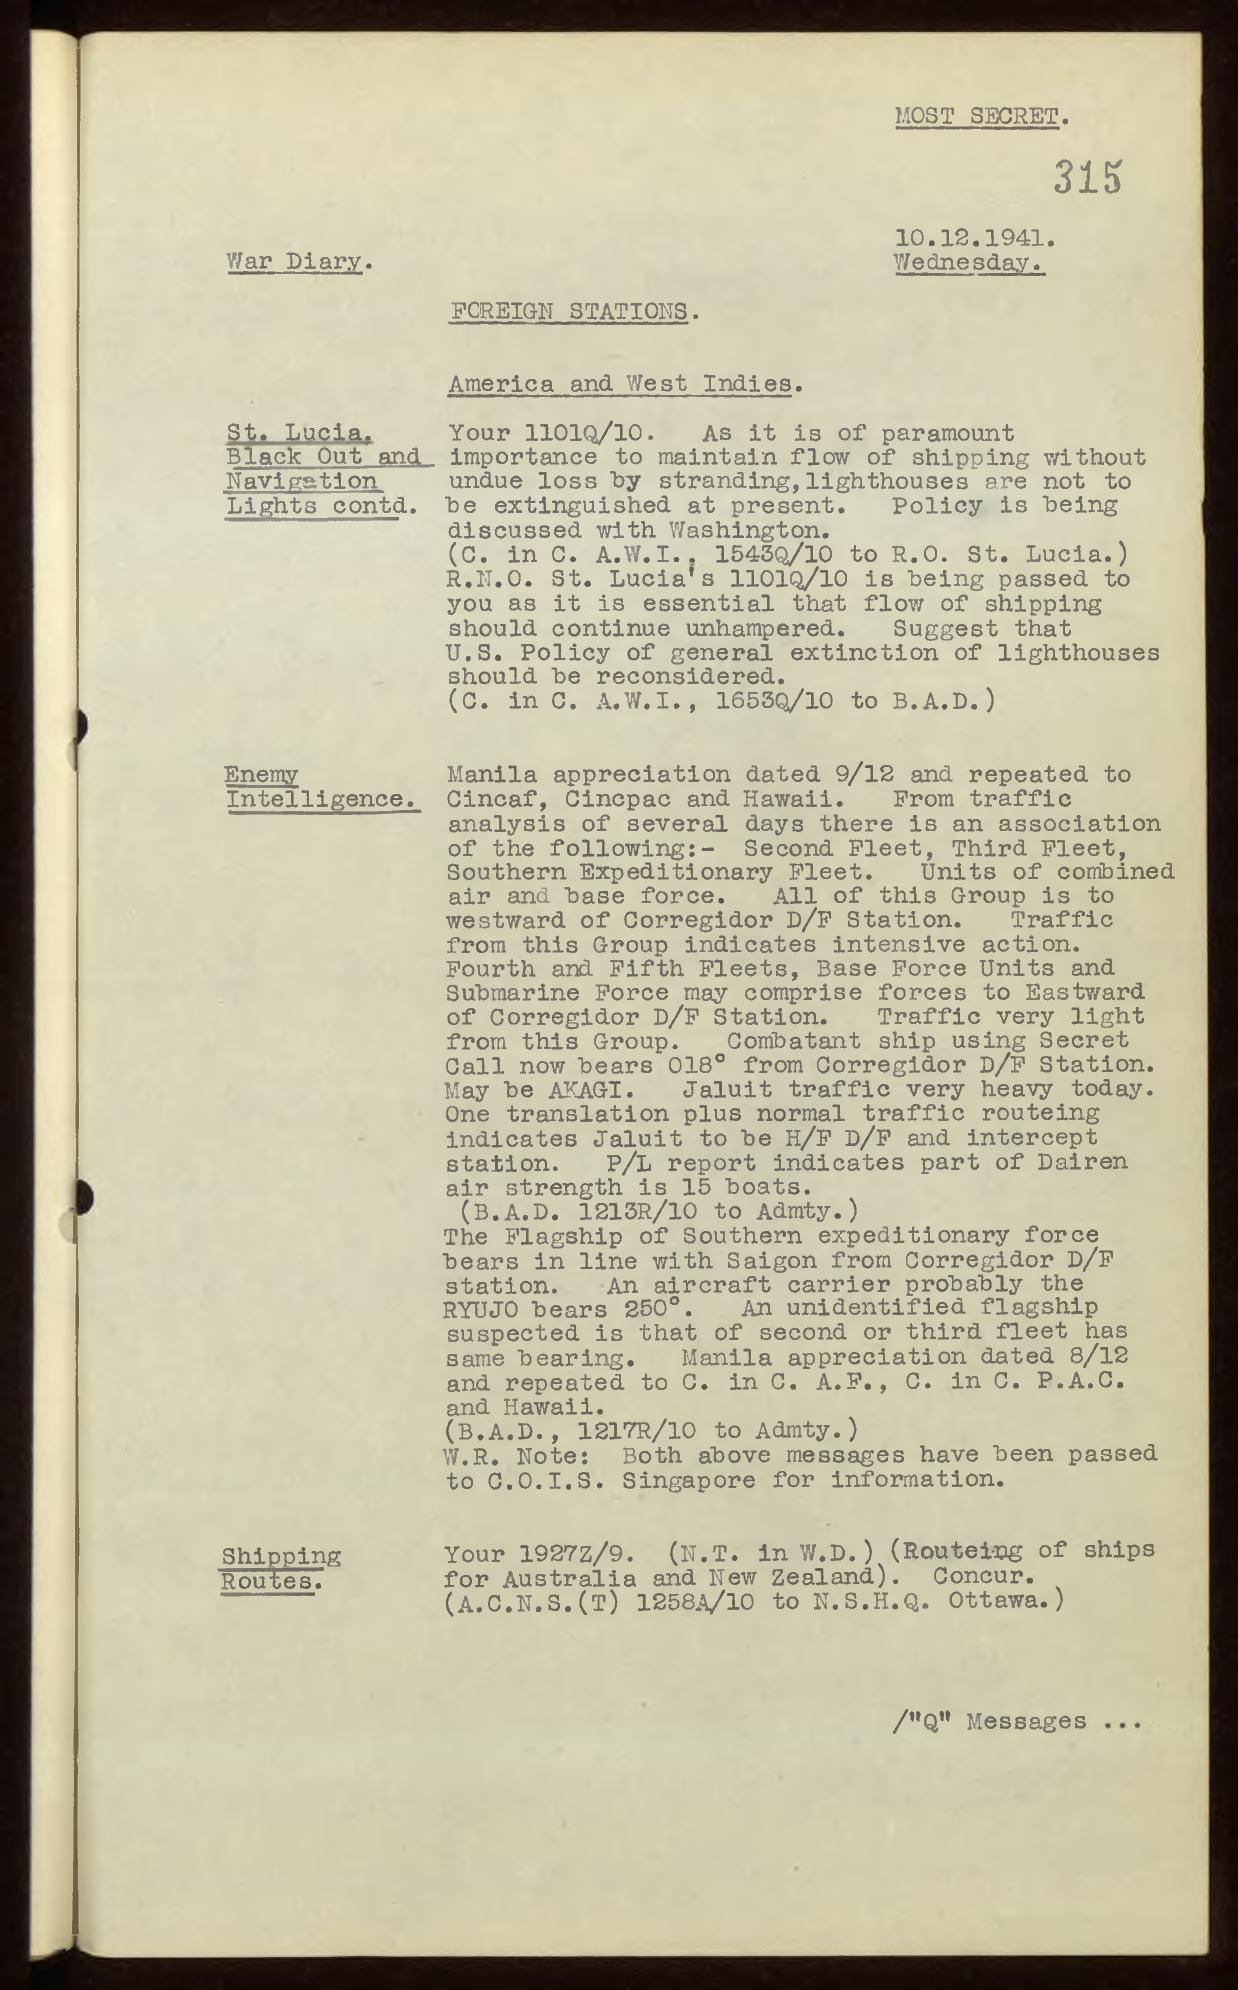 MOST SECRET.
315
10.12.1941.
War Diary.
Wednesday.
FOREIGN STATIONS.
America and West Indies.
St. Lucia.
Black Out and
Navigation
Lights contd.
Your 1101Q/10. As it is of paramount
importance to maintain flow of shipping without
undue loss by stranding, lighthouses are not to
be extinguished at present. Policy is being
discussed with Washington.
(C. in C. A.W.I., 1543Q/10 to R.O. St. Lucia.)
R.N.O. St. Lucia's 1101Q/10 is being passed to
you as it is essential that flow of shipping
should continue unhampered. Suggest that
U.S. Policy of general extinction of lighthouses
should be reconsidered.
(C. in C. A.W.I., 1653Q/10 to B.A.D.)
Enemy
Intelligence.
Manila appreciation dated 9/12 and repeated to
Cincaf, Cincpac and Hawaii. From traffic
analysis of several days there is an association
of the following:- Second Fleet, Third Fleet,
Southern Expeditionary Fleet. Units of combined
air and base force. All of this Group is to
westward of Corregidor D/F Station. Traffic
from this Group indicates intensive action.
Fourth and Fifth Fleets, Base Force Units and
Submarine Force may comprise forces to Eastward
of Corregidor D/F Station. Traffic very light
from this Group. Combatant ship using Secret
Call now bears 018° from Corregidor D/F Station.
May be AKAGI. Jaluit traffic very heavy today.
One translation plus normal traffic routeing
indicates Jaluit to be H/F D/F and intercept
station. P/L report indicates part of Dairen
air strength is 15 boats.
(B.A.D. 1213R/10 to Admty.)
The Flagship of Southern expeditionary force
bears in line with Saigon from Corregidor D/F
station. An aircraft carrier probably the
RYUJO bears 250°. An unidentified flagship
suspected is that of second or third fleet has
same bearing. Manila appreciation dated 8/12
and repeated to C. in C. A.F., C. in C. P.A.C.
and Hawaii.
(B.A.D., 1217R/10 to Admty.)
W.R. Note: Both above messages have been passed
to C.O.I.S. Singapore for information.
Shipping
Routes.
Your 1927Z/9. (N.T. in W.D.) (Routeing of ships
for Australia and New Zealand). Concur.
(A.C.N.S.(T) 1258A/10 to N.S.H.Q. Ottawa.)
/"Q" Messages ...